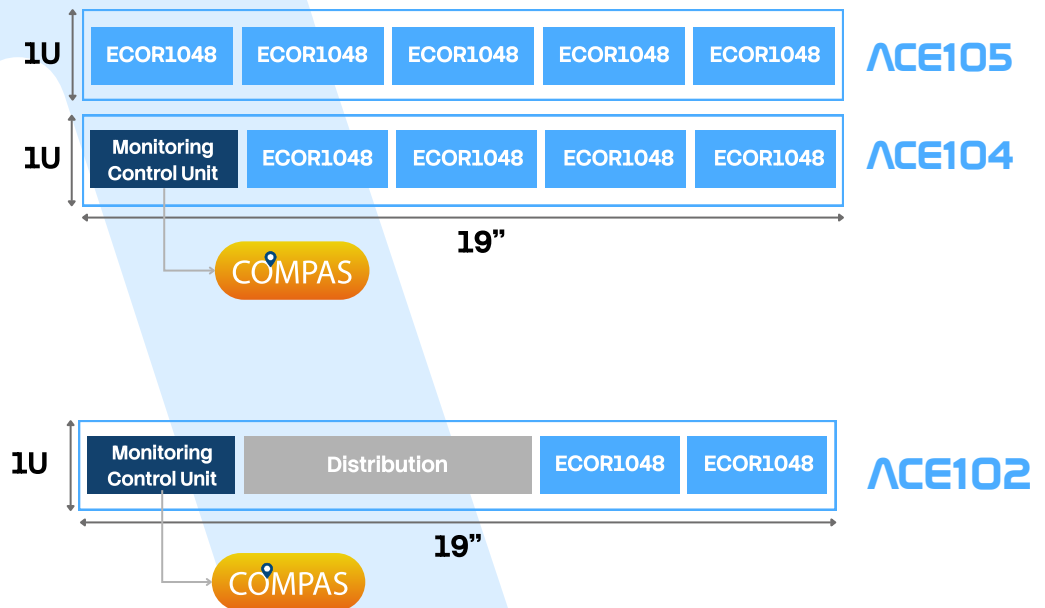 1U
ECOR1048 ECOR1048 ECOR1048 ECOR1048 ECOR1048
ACE105
1U
Monitoring
Control Unit
ECOR1048 ECOR1048 ECOR1048 ECOR1048
ACE104
19”
COMPAS
1U
Monitoring
Control Unit
Distribution
ECOR1048 ECOR1048
ACE102
19”
COMPAS